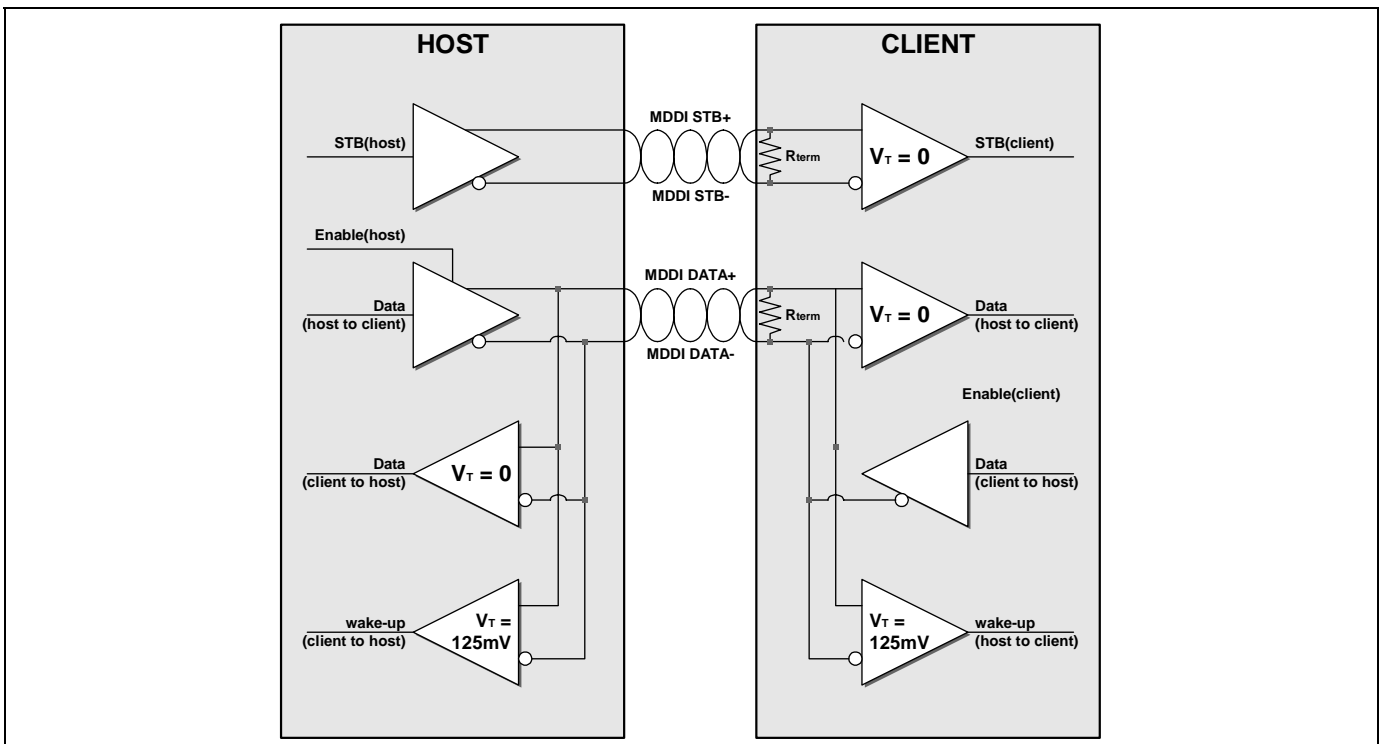 HOST
CLIENT
MDDI STB+
STB(host)
Rterm
VT = 0
STB(client)
MDDI STB-
Enable(host)
MDDI DATA+
Data
(host to client)
Rterm
VT = 0
Data
(host to client)
MDDI DATA-
Enable(client)
Data
(client to host)
VT = 0
Data
(client to host)
wake-up
(client to host)
VT =
125mV
VT =
125mV
wake-up
(host to client)